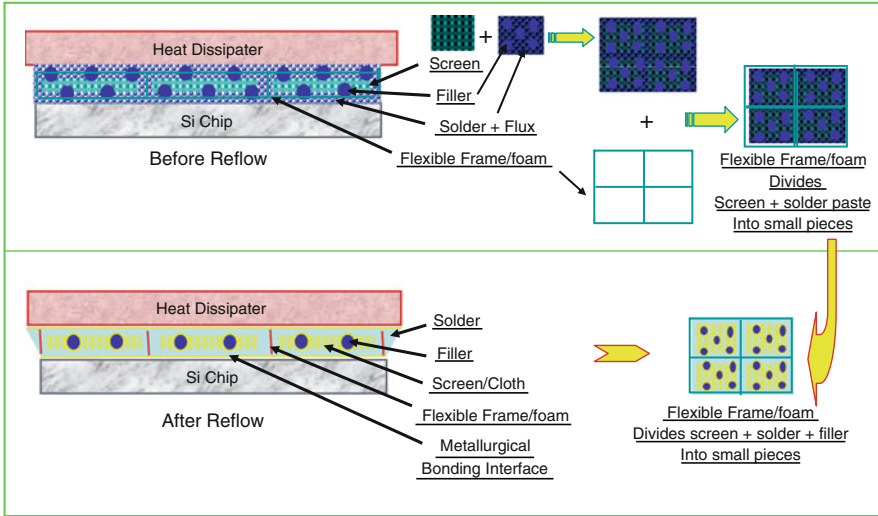 Heat Dissipater
Si Chip
Before Reflow
+
Screen
Filler
Solder + Flux
Flexible Frame/foam
+
Flexible Frame/foam
Divides
Screen + solder paste
Into small pieces
Heat Dissipater
Si Chip
After Reflow
Solder
Filler
Screen/Cloth
Flexible Frame/foam
Metallurgical
Bonding Interface
Flexible Frame/foam
Divides screen + solder + filler
Into small pieces